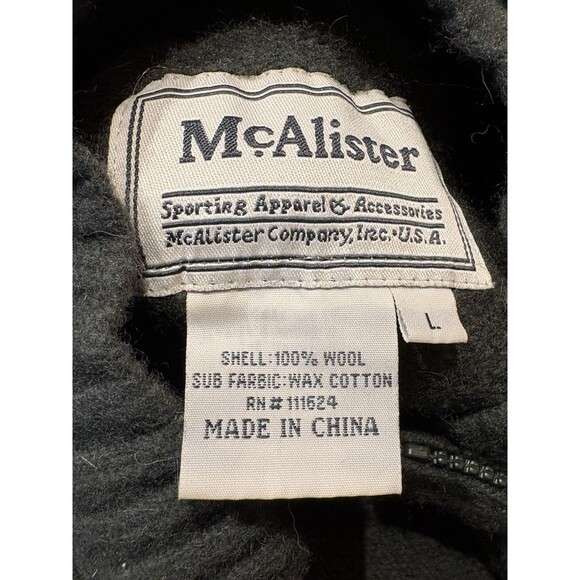 McAlister
Sporting Apparel & Accessories
McAlister Company, Inc.·U.S.A.
L.
SHELL:100% WOOL
SUB FARBIC:WAX COTTON
RN# 111624
MADE IN CHINA